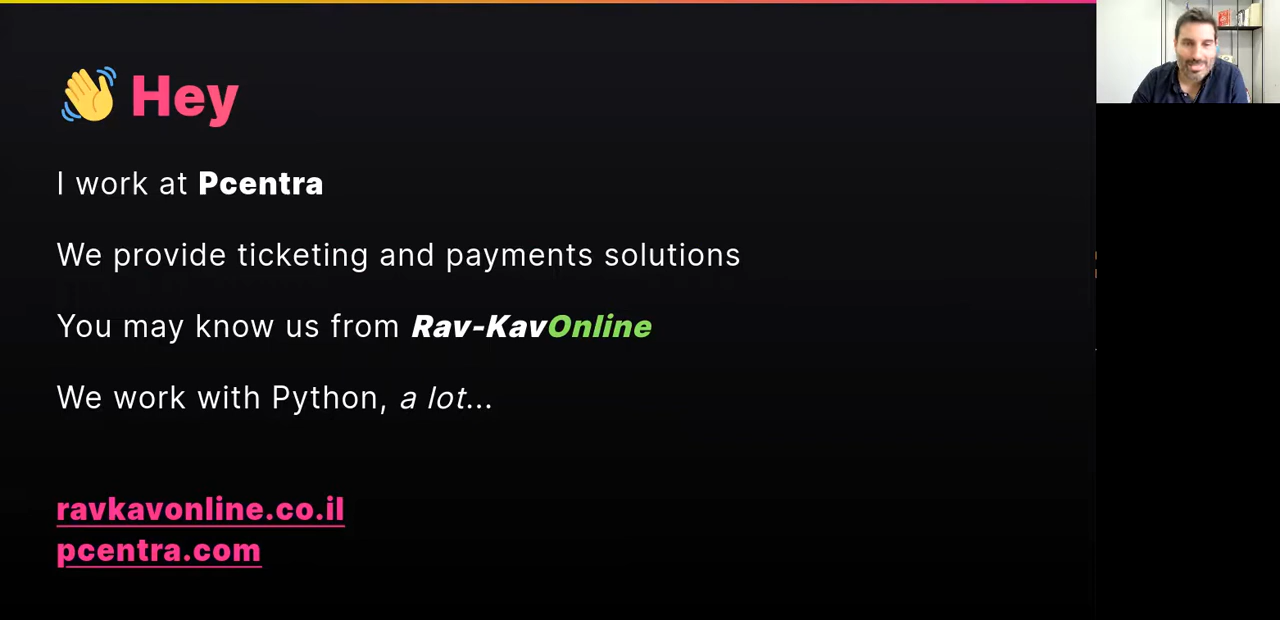 👋 Hey
I work at Pcentra
We provide ticketing and payments solutions
You may know us from Rav-KavOnline
We work with Python, a lot...
ravkavonline.co.il
pcentra.com